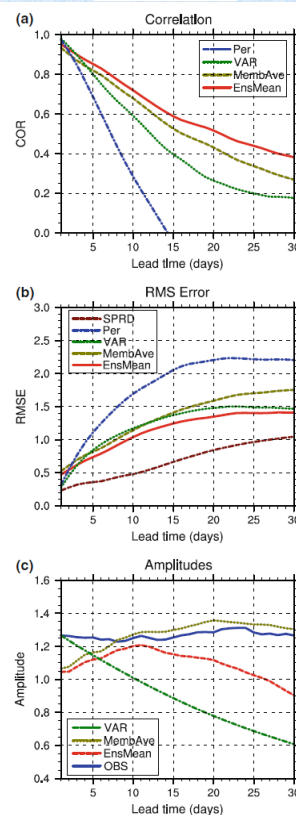 (a) Correlation
1.0
0.8
0.6
0.4
0.2
0.0
COR
Per
VAR
MembAve
EnsMean
5 10 15 20 25 30
Lead time (days)
(b) RMS Error
3.0
2.5
2.0
1.5
1.0
0.5
0.0
RMSE
SPRD
Per
VAR
MembAve
EnsMean
5 10 15 20 25 30
Lead time (days)
(c) Amplitudes
1.6
1.4
1.2
1.0
0.8
0.6
0.4
Amplitude
VAR
MembAve
EnsMean
OBS
5 10 15 20 25 30
Lead time (days)